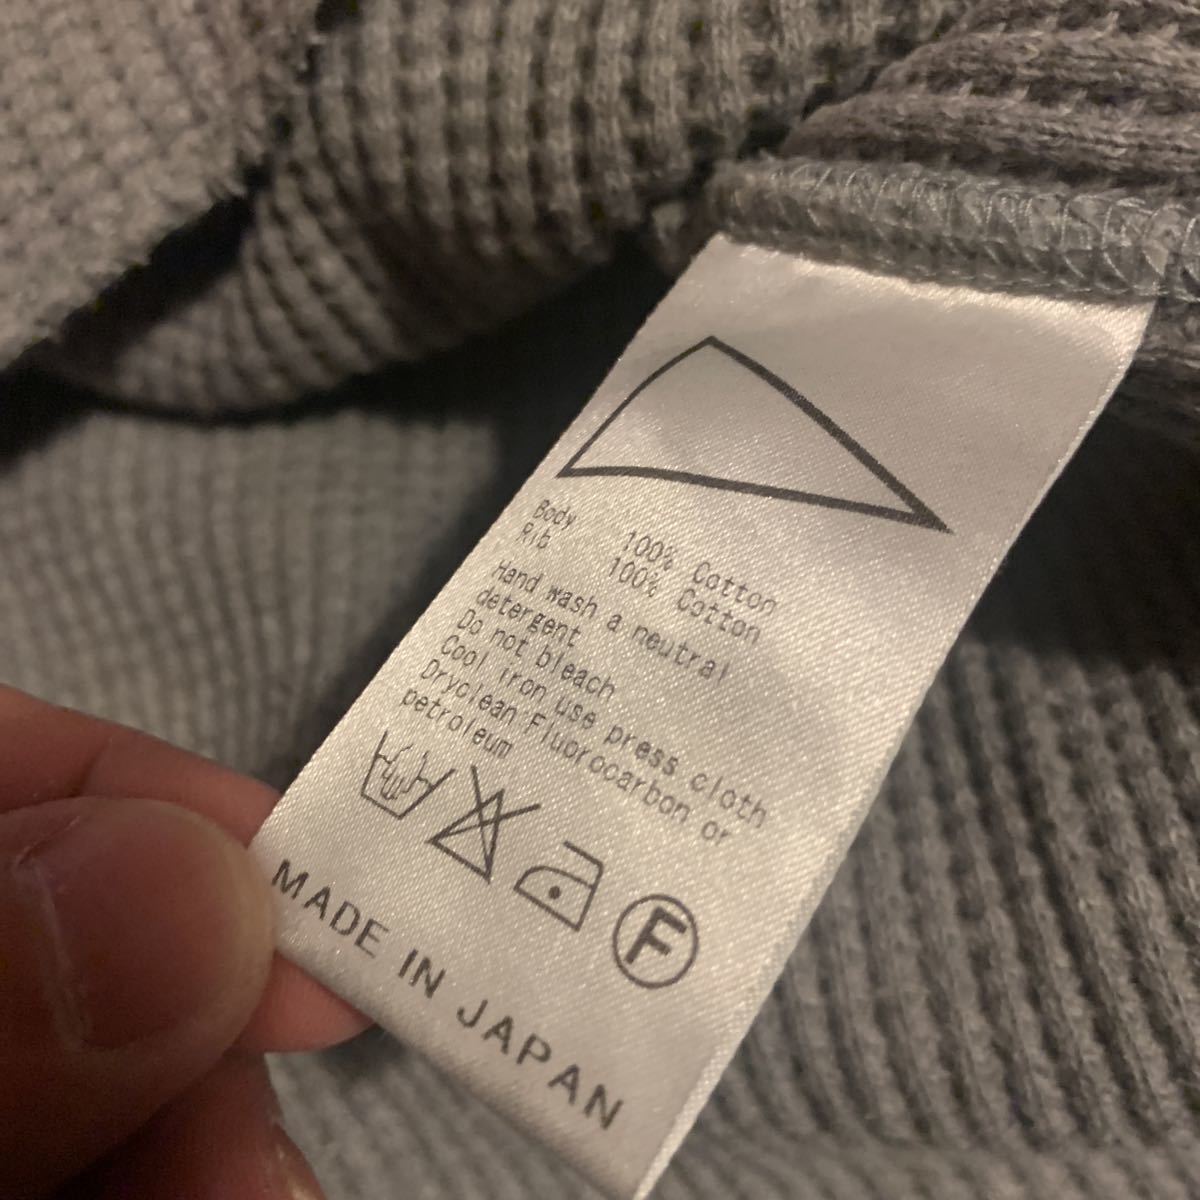 Body 100% Cotton
Rib 100% Cotton
Hand wash a neutral
detergent
Do not bleach
Cool iron use press cloth
Dryclean Fluorocarbon or
petroleum
F
MADE IN JAPAN